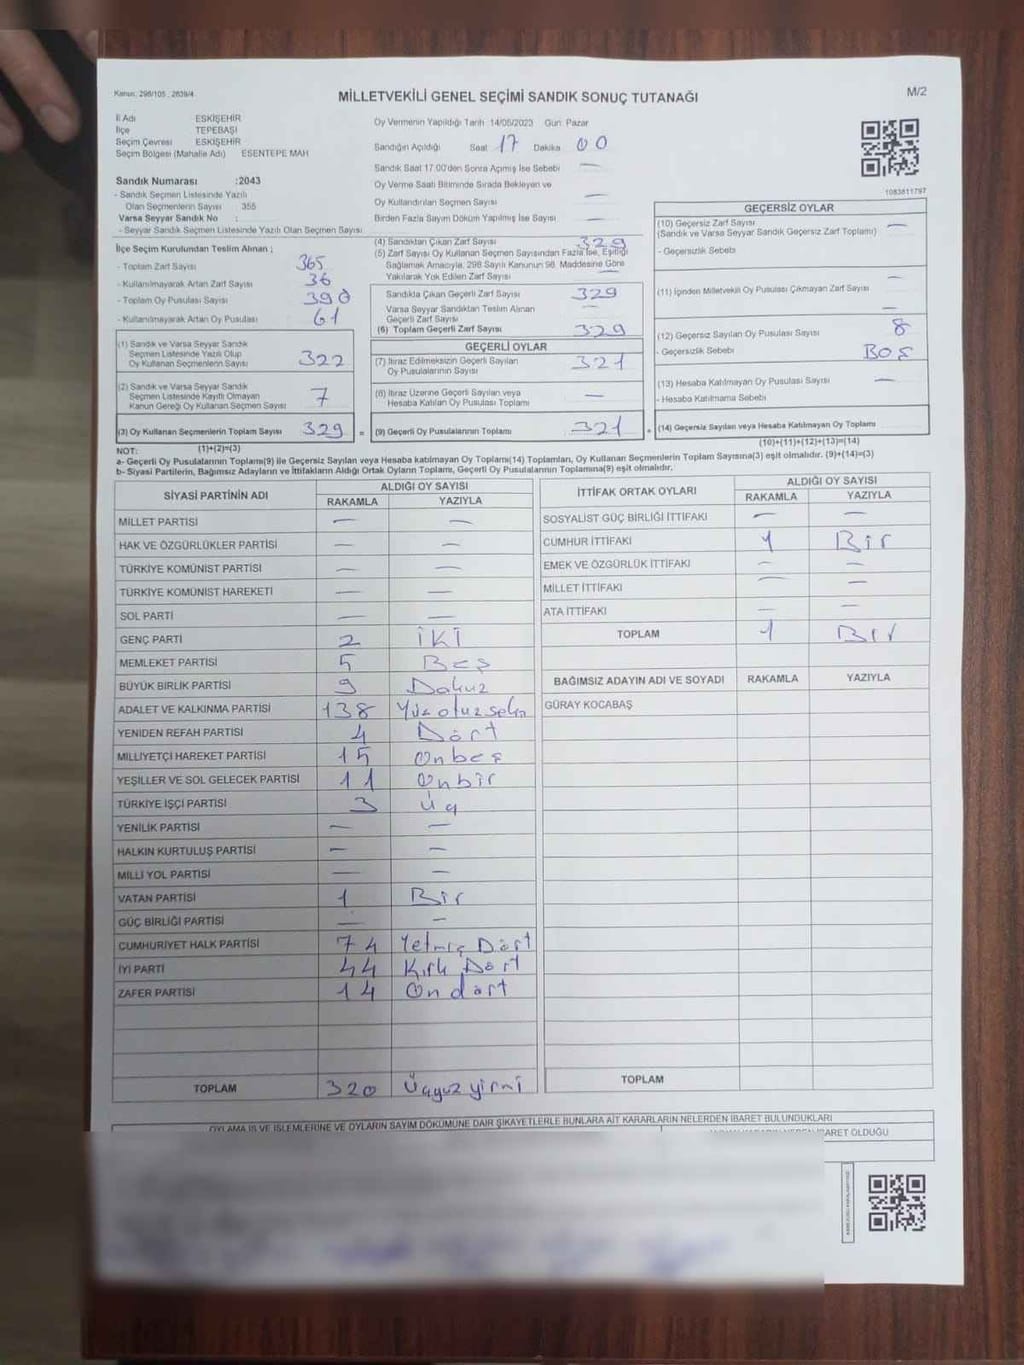 Kanun: 298/105, 2839/4
MİLLETVEKİLİ GENEL SEÇİMİ SANDIK SONUÇ TUTANAĞI
M/2
İl Adı ESKİŞEHİR
İlçe TEPEBAŞI
Seçim Çevresi ESKİŞEHİR
Seçim Bölgesi (Mahalle Adı) ESENTEPE MAH
Sandık Numarası :2043
- Sandık Seçmen Listesinde Yazılı
Olan Seçmenlerin Sayısı 355
Varsa Seyyar Sandık No :
- Seyyar Sandık Seçmen Listesinde Yazılı Olan Seçmen Sayısı
Oy Vermenin Yapıldığı Tarih 14/05/2023 Gün: Pazar
Sandığın Açıldığı Saat 17 Dakika 00
Sandık Saat 17.00'den Sonra Açılmış İse Sebebi —
Oy Verme Saati Bitiminde Sırada Bekleyen ve
Oy Kullandırılan Seçmen Sayısı —
Birden Fazla Sayım Döküm Yapılmış İse Sayısı —
1083811797
İlçe Seçim Kurulundan Teslim Alınan ;
- Toplam Zarf Sayısı 365
- Kullanılmayarak Artan Zarf Sayısı 36
- Toplam Oy Pusulası Sayısı 390
- Kullanılmayarak Artan Oy Pusulası 61
(1) Sandık ve Varsa Seyyar Sandık
Seçmen Listesinde Yazılı Olup
Oy Kullanan Seçmenlerin Sayısı 322
(2) Sandık ve Varsa Seyyar Sandık
Seçmen Listesinde Kayıtlı Olmayan
Kanun Gereği Oy Kullanan Seçmen Sayısı 7
(3) Oy Kullanan Seçmenlerin Toplam Sayısı 329 =
(4) Sandıktan Çıkan Zarf Sayısı 329
(5) Zarf Sayısı Oy Kullanan Seçmen Sayısından Fazla İse, Eşitliği
Sağlamak Amacıyla, 298 Sayılı Kanunun 98. Maddesine Göre
Yakılarak Yok Edilen Zarf Sayısı —
Sandıkta Çıkan Geçerli Zarf Sayısı 329
Varsa Seyyar Sandıktan Teslim Alınan
Geçerli Zarf Sayısı —
(6) Toplam Geçerli Zarf Sayısı 329
GEÇERLİ OYLAR
(7) İtiraz Edilmeksizin Geçerli Sayılan
Oy Pusulalarının Sayısı 321
(8) İtiraz Üzerine Geçerli Sayılan veya
Hesaba Katılan Oy Pusulası Toplamı —
(9) Geçerli Oy Pusulalarının Toplamı 321
GEÇERSİZ OYLAR
(10) Geçersiz Zarf Sayısı —
(Sandık ve Varsa Seyyar Sandık Geçersiz Zarf Toplamı)
- Geçersizlik Sebebi
(11) İçinden Milletvekili Oy Pusulası Çıkmayan Zarf Sayısı —
(12) Geçersiz Sayılan Oy Pusulası Sayısı 8
- Geçersizlik Sebebi BOŞ
(13) Hesaba Katılmayan Oy Pusulası Sayısı —
- Hesaba Katılmama Sebebi
(14) Geçersiz Sayılan veya Hesaba Katılmayan Oy Toplamı
NOT: (1)+(2)=(3) (10)+(11)+(12)+(13)=(14)
a- Geçerli Oy Pusulalarının Toplamı(9) ile Geçersiz Sayılan veya Hesaba katılmayan Oy Toplamı(14) Toplamları, Oy Kullanan Seçmenlerin Toplam Sayısına(3) eşit olmalıdır. (9)+(14)=(3)
b- Siyasi Partilerin, Bağımsız Adayların ve İttifakların Aldığı Ortak Oyların Toplamı, Geçerli Oy Pusulalarının Toplamına(9) eşit olmalıdır.
SİYASİ PARTİNİN ADI ALDIĞI OY SAYISI
RAKAMLA YAZIYLA
MİLLET PARTİSİ — —
HAK VE ÖZGÜRLÜKLER PARTİSİ — —
TÜRKİYE KOMÜNİST PARTİSİ — —
TÜRKİYE KOMÜNİST HAREKETİ — —
SOL PARTİ — —
GENÇ PARTİ 2 İKİ
MEMLEKET PARTİSİ 5 Beş
BÜYÜK BİRLİK PARTİSİ 9 Dokuz
ADALET VE KALKINMA PARTİSİ 138 Yüzotuzsekiz
YENİDEN REFAH PARTİSİ 4 Dört
MİLLİYETÇİ HAREKET PARTİSİ 15 Onbeş
YEŞİLLER VE SOL GELECEK PARTİSİ 11 Onbir
TÜRKİYE İŞÇİ PARTİSİ 3 Üç
YENİLİK PARTİSİ — —
HALKIN KURTULUŞ PARTİSİ — —
MİLLİ YOL PARTİSİ — —
VATAN PARTİSİ 1 Bir
GÜÇ BİRLİĞİ PARTİSİ — —
CUMHURİYET HALK PARTİSİ 74 Yetmiş Dört
İYİ PARTİ 44 Kırk Dört
ZAFER PARTİSİ 14 On dört
TOPLAM 320 Üçyüz yirmi
İTTİFAK ORTAK OYLARI ALDIĞI OY SAYISI
RAKAMLA YAZIYLA
SOSYALİST GÜÇ BİRLİĞİ İTTİFAKI — —
CUMHUR İTTİFAKI 1 Bir
EMEK VE ÖZGÜRLÜK İTTİFAKI — —
MİLLET İTTİFAKI — —
ATA İTTİFAKI — —
TOPLAM 1 Bir
BAĞIMSIZ ADAYIN ADI VE SOYADI RAKAMLA YAZIYLA
GÜRAY KOCABAŞ
TOPLAM
OYLAMA İŞ VE İŞLEMLERİNE VE OYLARIN SAYIM DÖKÜMÜNE DAİR ŞİKAYETLERLE BUNLARA AİT KARARLARIN NELERDEN İBARET BULUNDUKLARI
İBARET OLDUĞU